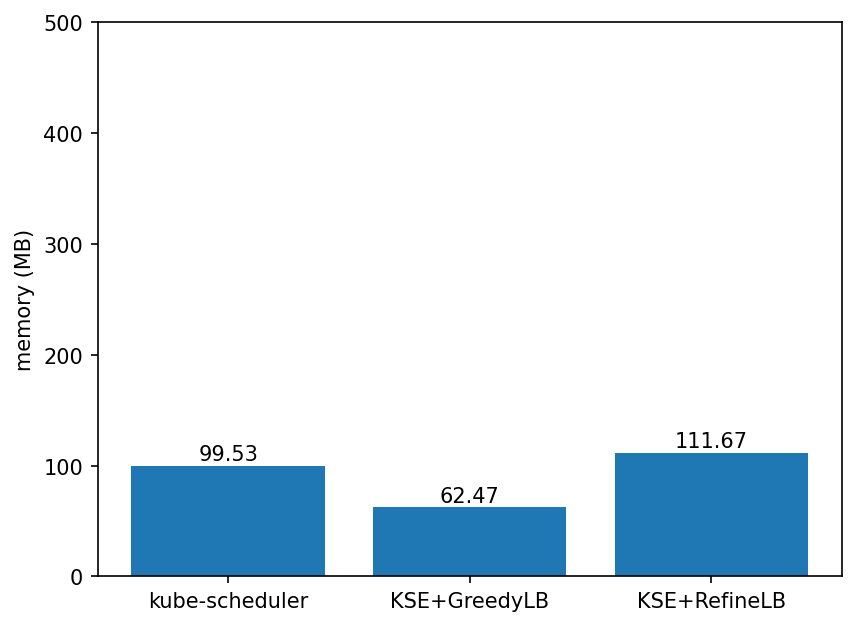 500
400
300
200
100
0
memory (MB)
99.53
62.47
111.67
kube-scheduler
KSE+GreedyLB
KSE+RefineLB